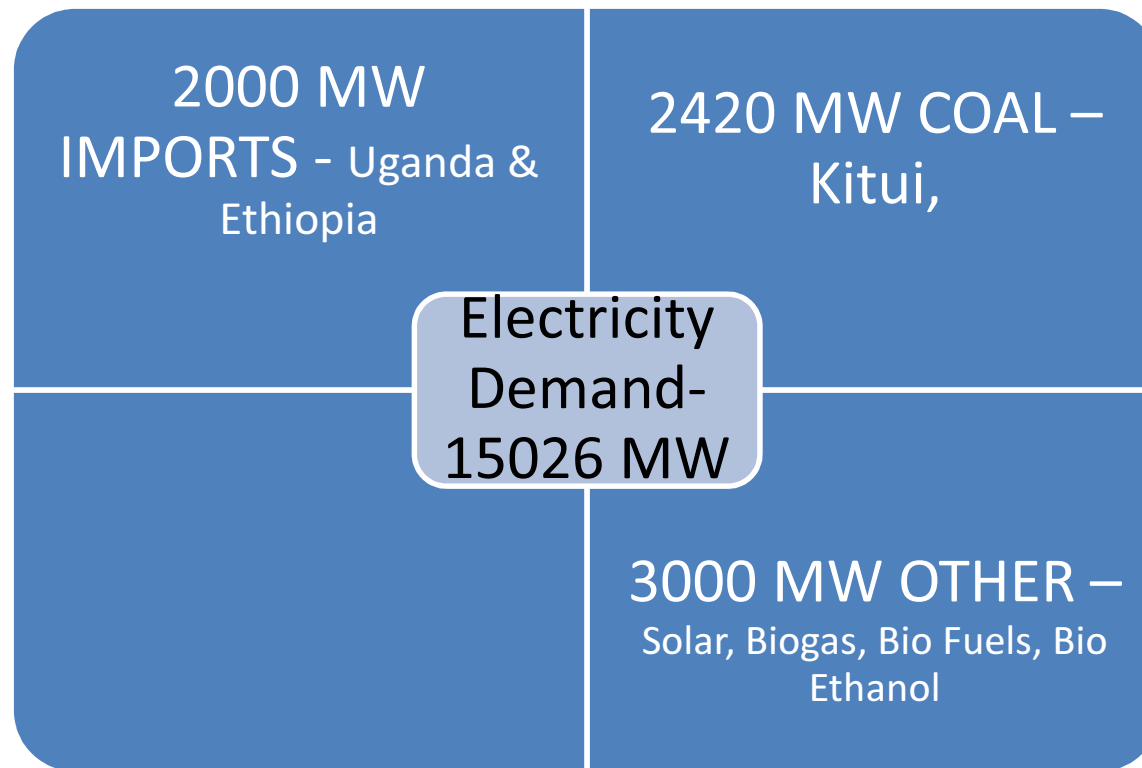 2000 MW
IMPORTS - Uganda &
Ethiopia
2420 MW COAL –
Kitui,
Electricity
Demand-
15026 MW
3000 MW OTHER –
Solar, Biogas, Bio Fuels, Bio
Ethanol